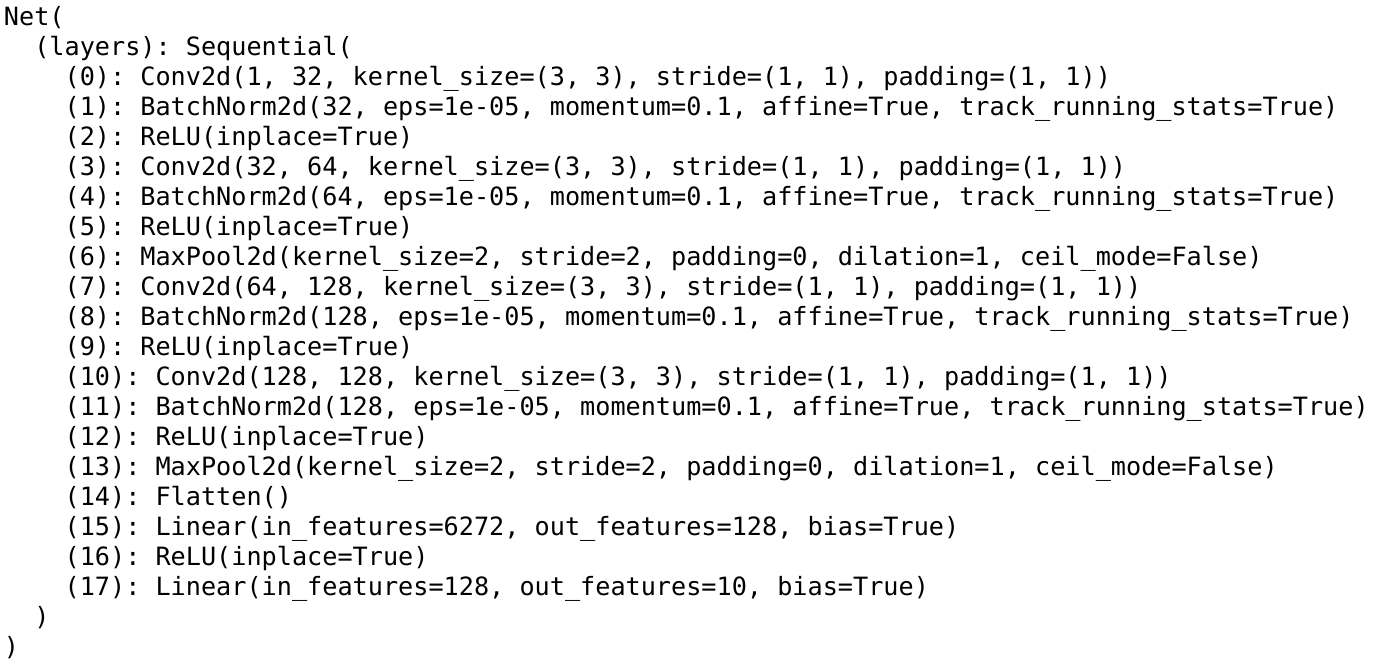 Net(
  (layers): Sequential(
    (0): Conv2d(1, 32, kernel_size=(3, 3), stride=(1, 1), padding=(1, 1))
    (1): BatchNorm2d(32, eps=1e-05, momentum=0.1, affine=True, track_running_stats=True)
    (2): ReLU(inplace=True)
    (3): Conv2d(32, 64, kernel_size=(3, 3), stride=(1, 1), padding=(1, 1))
    (4): BatchNorm2d(64, eps=1e-05, momentum=0.1, affine=True, track_running_stats=True)
    (5): ReLU(inplace=True)
    (6): MaxPool2d(kernel_size=2, stride=2, padding=0, dilation=1, ceil_mode=False)
    (7): Conv2d(64, 128, kernel_size=(3, 3), stride=(1, 1), padding=(1, 1))
    (8): BatchNorm2d(128, eps=1e-05, momentum=0.1, affine=True, track_running_stats=True)
    (9): ReLU(inplace=True)
    (10): Conv2d(128, 128, kernel_size=(3, 3), stride=(1, 1), padding=(1, 1))
    (11): BatchNorm2d(128, eps=1e-05, momentum=0.1, affine=True, track_running_stats=True)
    (12): ReLU(inplace=True)
    (13): MaxPool2d(kernel_size=2, stride=2, padding=0, dilation=1, ceil_mode=False)
    (14): Flatten()
    (15): Linear(in_features=6272, out_features=128, bias=True)
    (16): ReLU(inplace=True)
    (17): Linear(in_features=128, out_features=10, bias=True)
  )
)